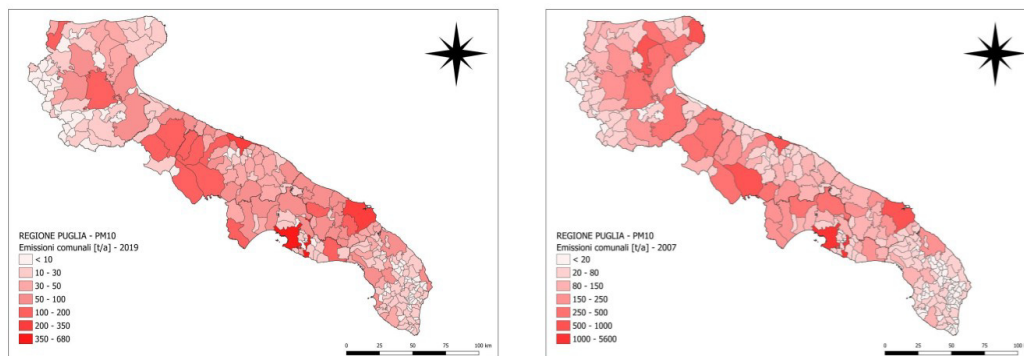 REGIONE PUGLIA - PM10
Emissioni comunali [t/a] - 2019
< 10
10 - 30
30 - 50
50 - 100
100 - 200
200 - 350
350 - 680
0 25 50 75 100 km
REGIONE PUGLIA - PM10
Emissioni comunali [t/a] - 2007
< 20
20 - 80
80 - 150
150 - 250
250 - 500
500 - 1000
1000 - 5600
0 25 50 75 100 km